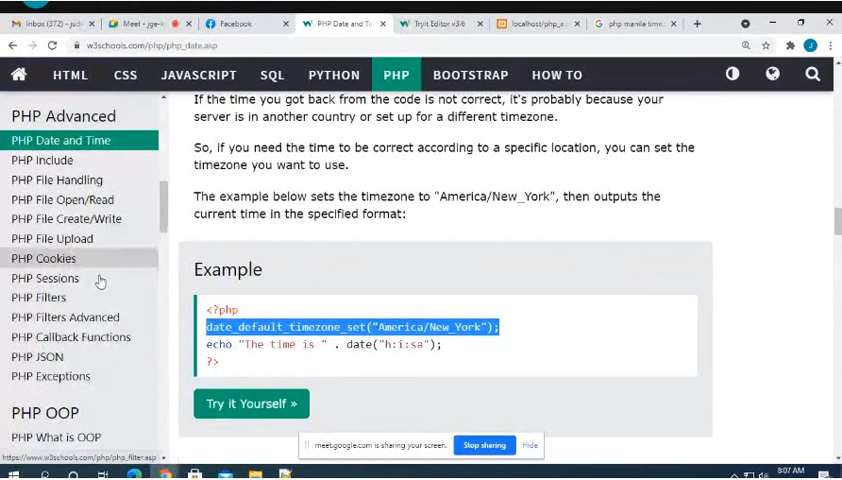 Inbox (372) - jud
Meet - jge-k
Facebook
PHP Date and Tim
Tryit Editor v3.6
localhost/php_a
php manila time
w3schools.com/php/php_date.asp
J
HTML CSS JAVASCRIPT SQL PYTHON PHP BOOTSTRAP HOW TO
PHP Advanced
PHP Date and Time
PHP Include
PHP File Handling
PHP File Open/Read
PHP File Create/Write
PHP File Upload
PHP Cookies
PHP Sessions
PHP Filters
PHP Filters Advanced
PHP Callback Functions
PHP JSON
PHP Exceptions
PHP OOP
PHP What is OOP
If the time you got back from the code is not correct, it's probably because your
server is in another country or set up for a different timezone.
So, if you need the time to be correct according to a specific location, you can set the
timezone you want to use.
The example below sets the timezone to "America/New_York", then outputs the
current time in the specified format:
Example
<?php
date_default_timezone_set("America/New_York");
echo "The time is " . date("h:i:sa");
?>
Try it Yourself »
meet.google.com is sharing your screen.
Stop sharing
Hide
https://www.w3schools.com/php/php_filter.asp
8:07 AM